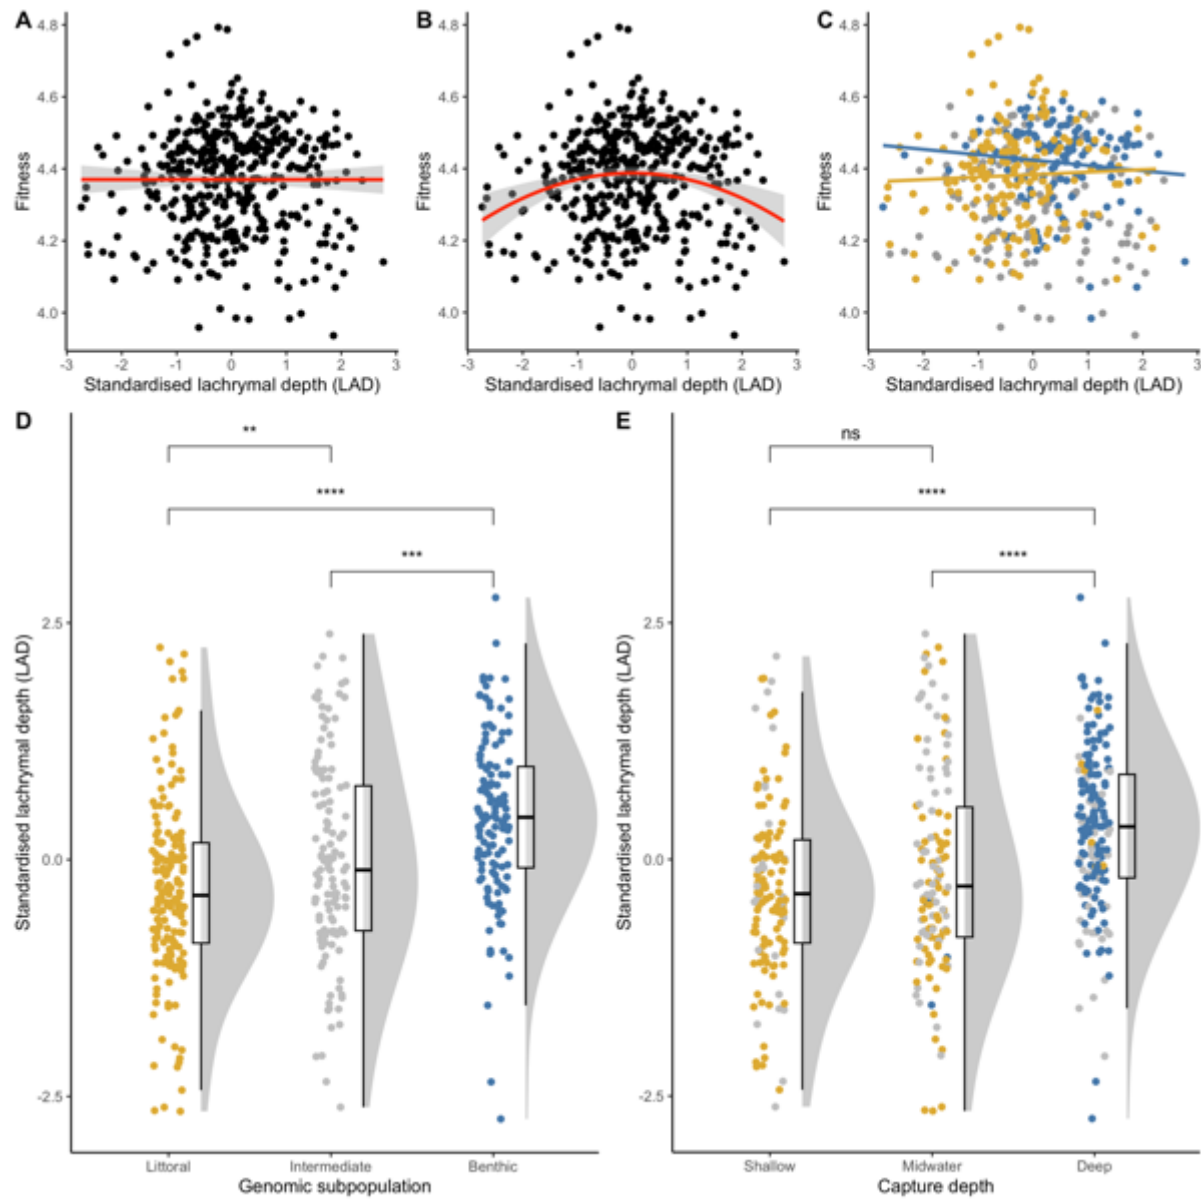 A
B
C
4.8
4.6
4.4
4.2
4.0
Fitness
-3 -2 -1 0 1 2 3
Standardised lachrymal depth (LAD)
4.8
4.6
4.4
4.2
4.0
Fitness
-3 -2 -1 0 1 2 3
Standardised lachrymal depth (LAD)
4.8
4.6
4.4
4.2
4.0
Fitness
-3 -2 -1 0 1 2 3
Standardised lachrymal depth (LAD)
D
**
****
***
2.5
0.0
-2.5
Standardised lachrymal depth (LAD)
Littoral Intermediate Benthic
Genomic subpopulation
E
ns
****
****
2.5
0.0
-2.5
Standardised lachrymal depth (LAD)
Shallow Midwater Deep
Capture depth